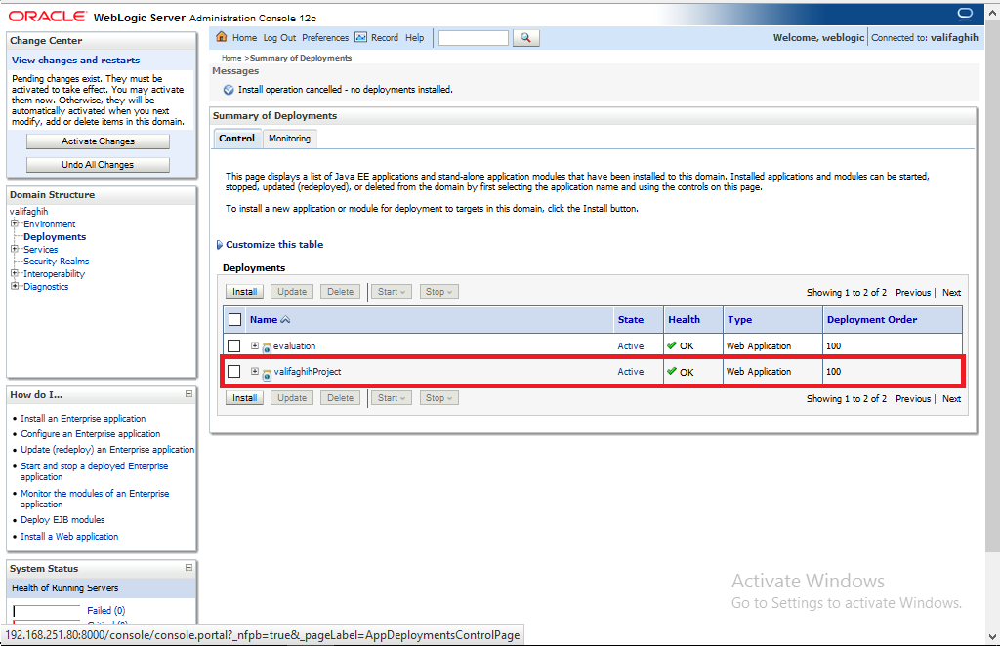 ORACLE WebLogic Server Administration Console 12c
Change Center
View changes and restarts
Pending changes exist. They must be
activated to take effect. You may activate
them now. Otherwise, they will be
automatically activated when you next
modify, add or delete items in this domain.
Activate Changes
Undo All Changes
Domain Structure
valifaghih
Environment
Deployments
Services
Security Realms
Interoperability
Diagnostics
How do I...
Install an Enterprise application
Configure an Enterprise application
Update (redeploy) an Enterprise application
Start and stop a deployed Enterprise
application
Monitor the modules of an Enterprise
application
Deploy EJB modules
Install a Web application
System Status
Health of Running Servers
Failed (0)
Home Log Out Preferences Record Help
Welcome, weblogic Connected to: valifaghih
Home >Summary of Deployments
Messages
Install operation cancelled - no deployments installed.
Summary of Deployments
Control Monitoring
This page displays a list of Java EE applications and stand-alone application modules that have been installed to this domain. Installed applications and modules can be started,
stopped, updated (redeployed), or deleted from the domain by first selecting the application name and using the controls on this page.
To install a new application or module for deployment to targets in this domain, click the Install button.
Customize this table
Deployments
Install Update Delete Start Stop Showing 1 to 2 of 2 Previous | Next
Name State Health Type Deployment Order
evaluation Active OK Web Application 100
valifaghihProject Active OK Web Application 100
Install Update Delete Start Stop Showing 1 to 2 of 2 Previous | Next
Activate Windows
Go to Settings to activate Windows.
192.168.251.80:8000/console/console.portal?_nfpb=true&_pageLabel=AppDeploymentsControlPage